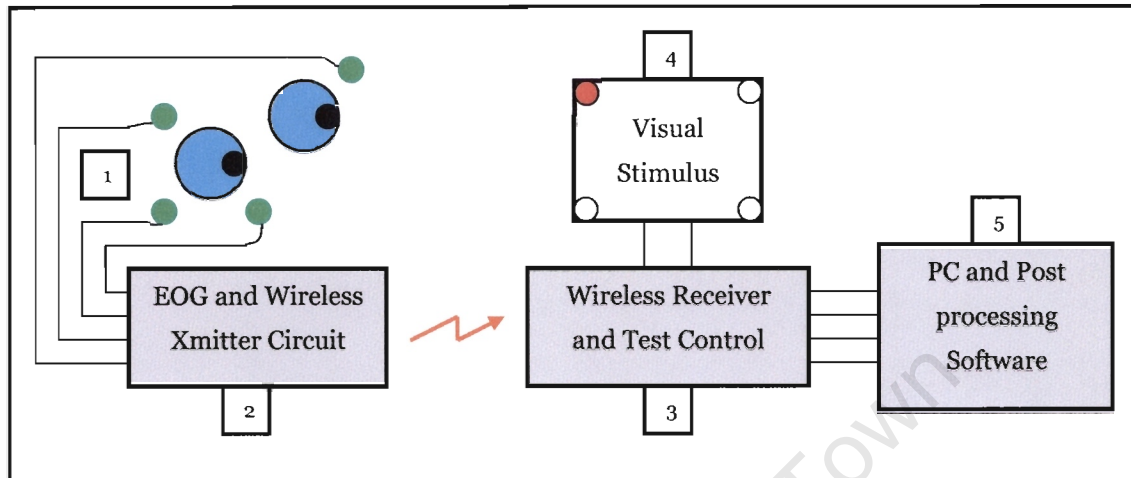 1
EOG and Wireless
Xmitter Circuit
2
4
Visual
Stimulus
Wireless Receiver
and Test Control
3
5
PC and Post
processing
Software
Town